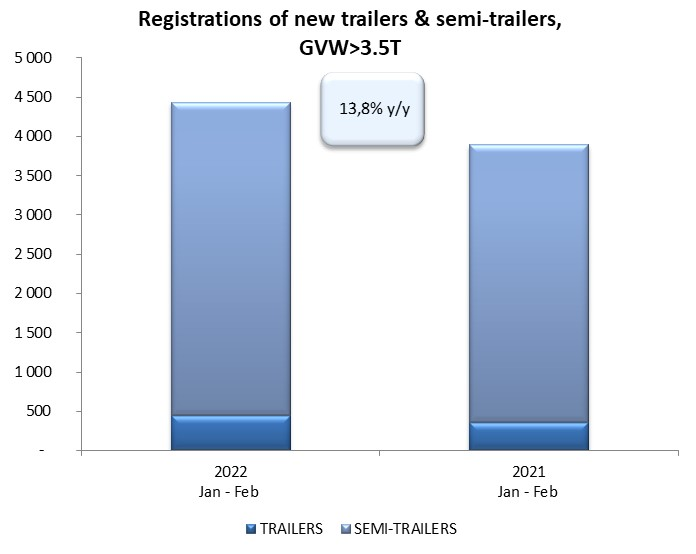 Registrations of new trailers & semi-trailers,
GVW>3.5T
5 000
4 500
4 000
3 500
3 000
2 500
2 000
1 500
1 000
500
-
13,8% y/y
2022
Jan - Feb
2021
Jan - Feb
TRAILERS
SEMI-TRAILERS